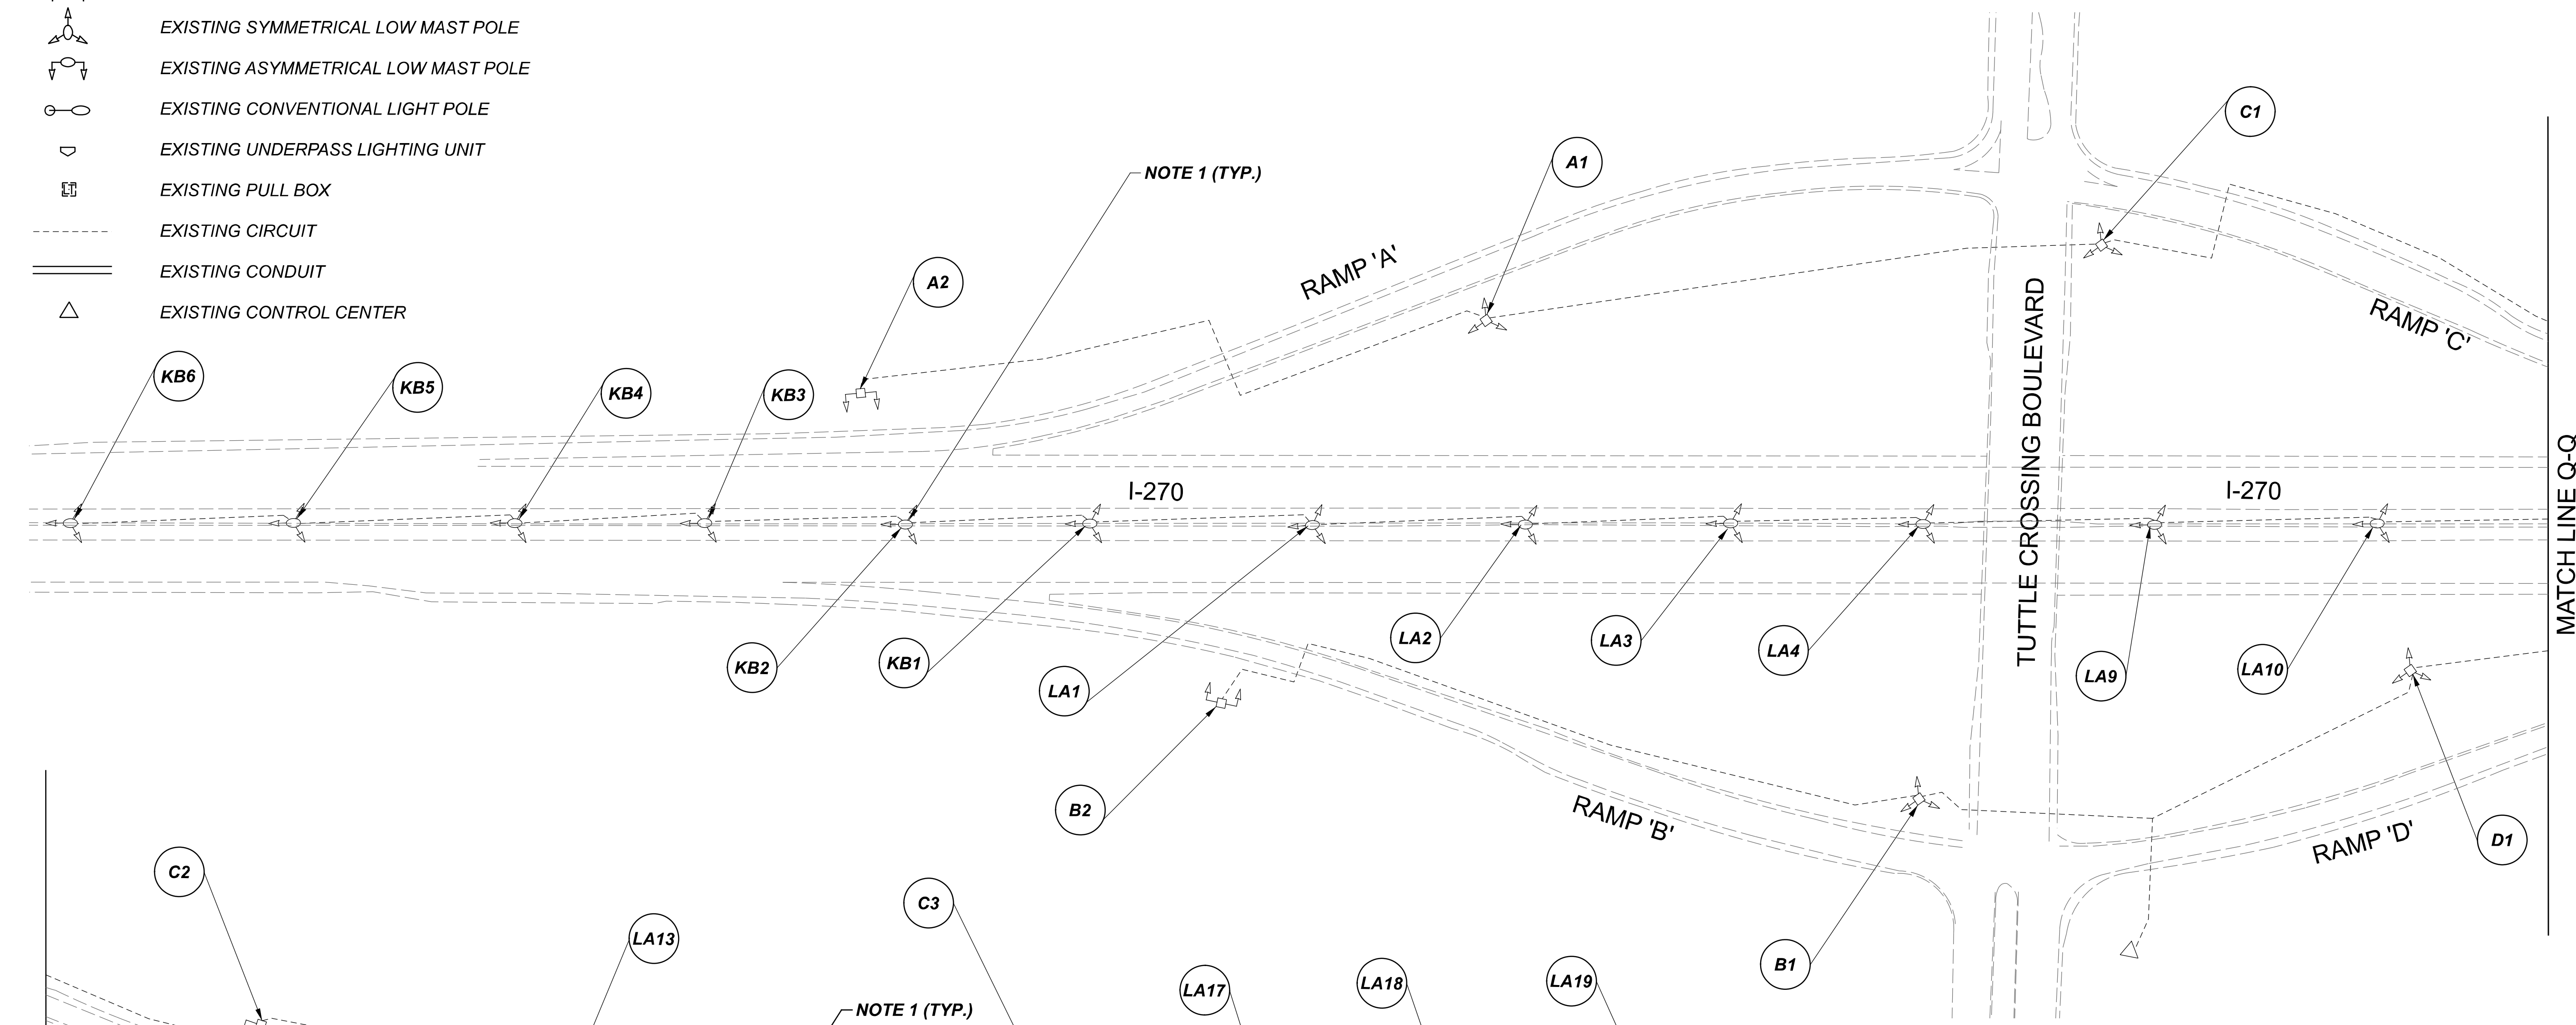 EXISTING SYMMETRICAL LOW MAST POLE
EXISTING ASYMMETRICAL LOW MAST POLE
EXISTING CONVENTIONAL LIGHT POLE
EXISTING UNDERPASS LIGHTING UNIT
EXISTING PULL BOX
EXISTING CIRCUIT
EXISTING CONDUIT
EXISTING CONTROL CENTER
C1
A1
NOTE 1 (TYP.)
A2
RAMP 'A'
RAMP 'C'
KB6
KB5
KB4
KB3
I-270
I-270
TUTTLE CROSSING BOULEVARD
MATCH LINE Q-Q
KB2
KB1
LA1
LA2
LA3
LA4
LA9
LA10
B2
RAMP 'B'
RAMP 'D'
D1
B1
C2
LA13
C3
NOTE 1 (TYP.)
LA17
LA18
LA19